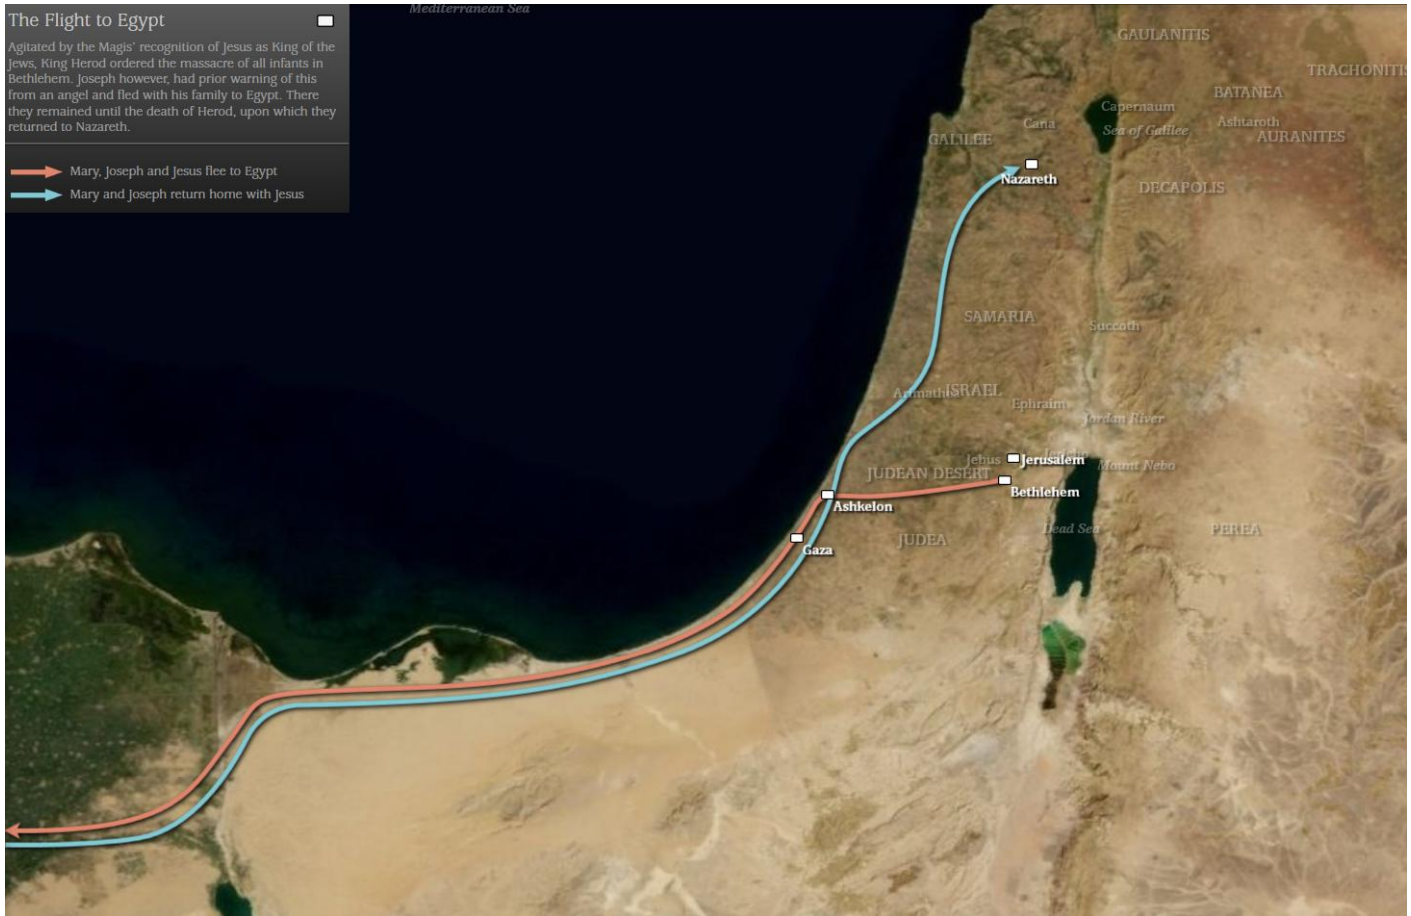 Mediterranean Sea
The Flight to Egypt
Agitated by the Magis' recognition of Jesus as King of the
Jews, King Herod ordered the massacre of all infants in
Bethlehem. Joseph however, had prior warning of this
from an angel and fled with his family to Egypt. There
they remained until the death of Herod, upon which they
returned to Nazareth.
Mary, Joseph and Jesus flee to Egypt
Mary and Joseph return home with Jesus
GAULANITIS
TRACHONITIS
BATANEA
Capernaum
Ashtaroth
Cana
Sea of Galilee
AURANITES
GALILEE
Nazareth
DECAPOLIS
SAMARIA
Succoth
ISRAEL
Ephraim
Jordan River
Jebus
Jerusalem
Mount Nebo
JUDEAN DESERT
Bethlehem
Ashkelon
Dead Sea
PEREA
JUDEA
Gaza